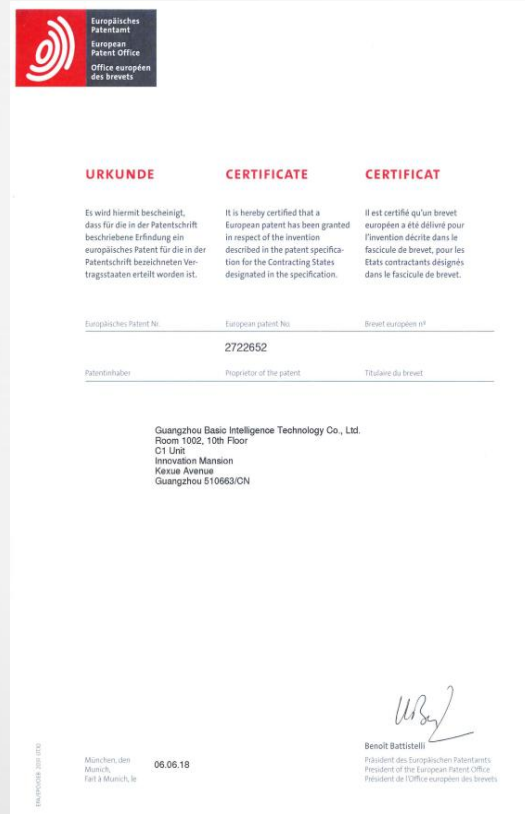 Europäisches
Patentamt
European
Patent Office
Office européen
des brevets
URKUNDE
CERTIFICATE
CERTIFICAT
Es wird hiermit bescheinigt,
dass für die in der Patentschrift
beschriebene Erfindung ein
europäisches Patent für die in der
Patentschrift bezeichneten Ver-
tragsstaaten erteilt worden ist.
It is hereby certified that a
European patent has been granted
in respect of the invention
described in the patent specifica-
tion for the Contracting States
designated in the specification.
Il est certifié qu'un brevet
européen a été délivré pour
l'invention décrite dans le
fascicule de brevet, pour les
Etats contractants désignés
dans le fascicule de brevet.
Europäisches Patent Nr.
European patent No.
Brevet européen nº
2722652
Patentinhaber
Proprietor of the patent
Titulaire du brevet
Guangzhou Basic Intelligence Technology Co., Ltd.
Room 1002, 10th Floor
C1 Unit
Innovation Mansion
Kexue Avenue
Guangzhou 510663/CN
Benoît Battistelli
Präsident des Europäischen Patentamts
President of the European Patent Office
Président de l'Office européen des brevets
München, den
Munich,
Fait à Munich, le
06.06.18